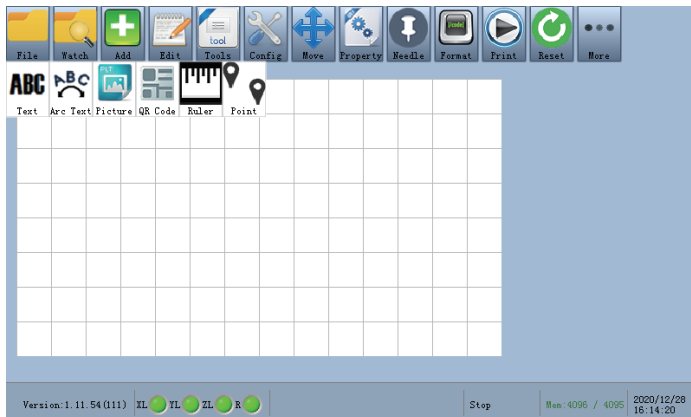 tool
Vcode
File Watch Add Edit Tools Config Move Property Needle Format Print Reset More
ABC ABC PLT
Text Arc Text Picture QR Code Ruler Point
Version:1.11.54(111) XL YL ZL R Stop Mem:4096 / 4095 2020/12/28
16:14:20